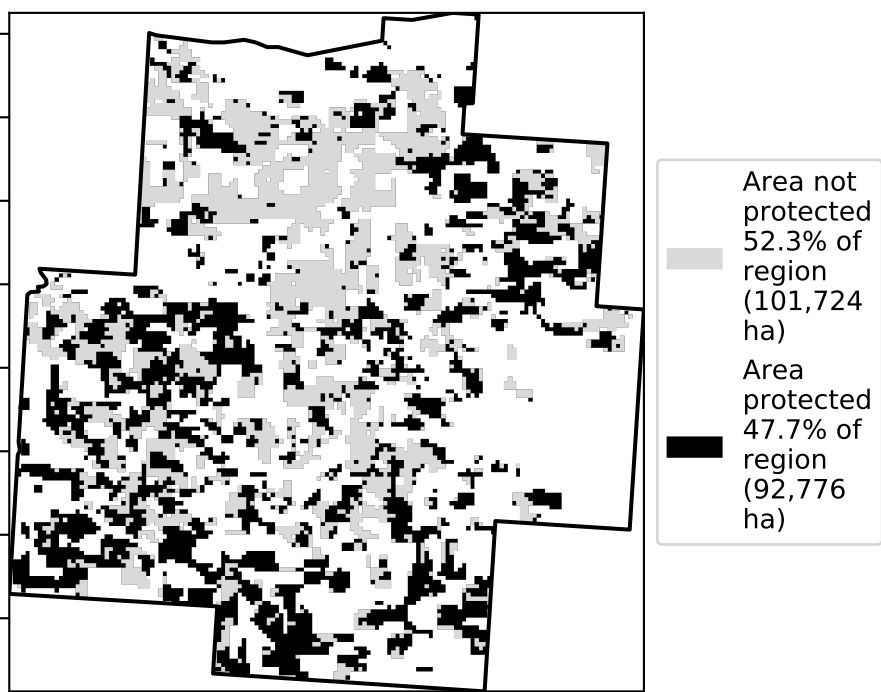 Area not
protected
52.3% of
region
(101,724
ha)
Area
protected
47.7% of
region
(92,776
ha)